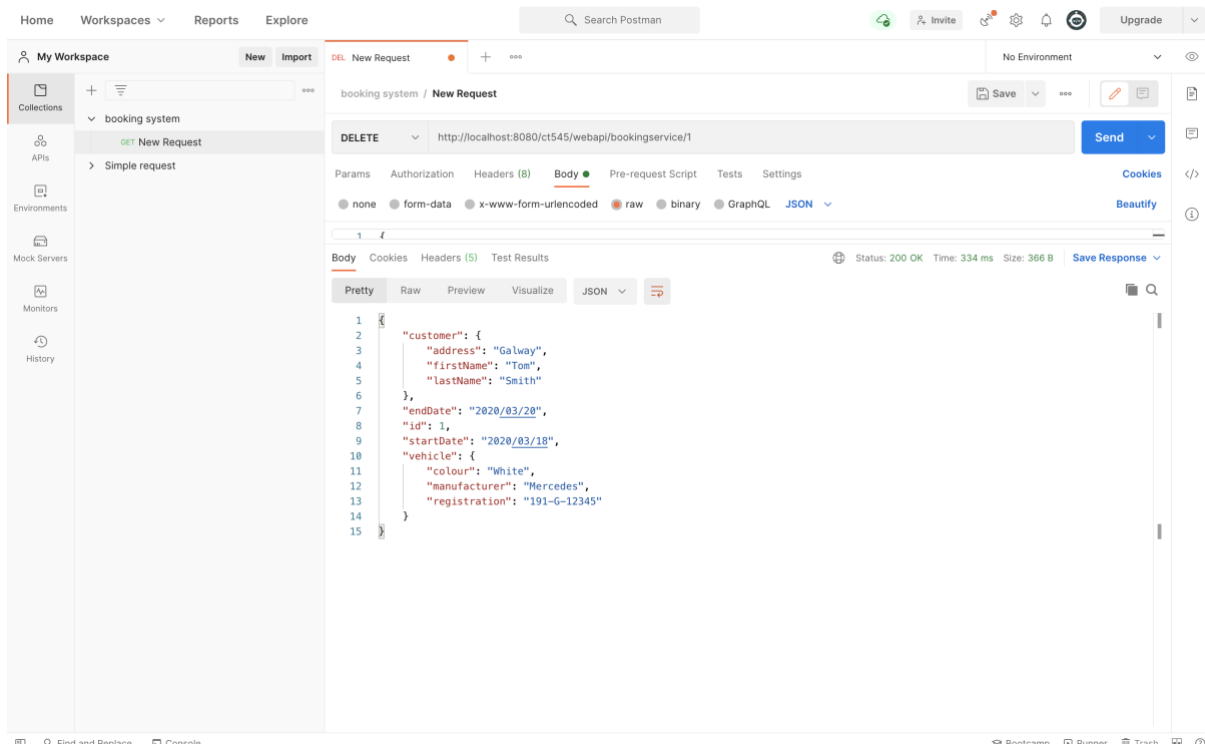 Home Workspaces Reports Explore Search Postman Invite Upgrade
My Workspace New Import DEL New Request No Environment
Collections
booking system
GET New Request
Simple request
APIs
Environments
Mock Servers
Monitors
History
booking system / New Request Save
DELETE http://localhost:8080/ct545/webapi/bookingservice/1 Send
Params Authorization Headers (8) Body Pre-request Script Tests Settings Cookies
none form-data x-www-form-urlencoded raw binary GraphQL JSON Beautify
1 {
Body Cookies Headers (5) Test Results Status: 200 OK Time: 334 ms Size: 366 B Save Response
Pretty Raw Preview Visualize JSON
1 {
2 "customer": {
3 "address": "Galway",
4 "firstName": "Tom",
5 "lastName": "Smith"
6 },
7 "endDate": "2020/03/20",
8 "id": 1,
9 "startDate": "2020/03/18",
10 "vehicle": {
11 "colour": "White",
12 "manufacturer": "Mercedes",
13 "registration": "191-G-12345"
14 }
15 }
Find and Replace Console Bootcamp Runner Trash